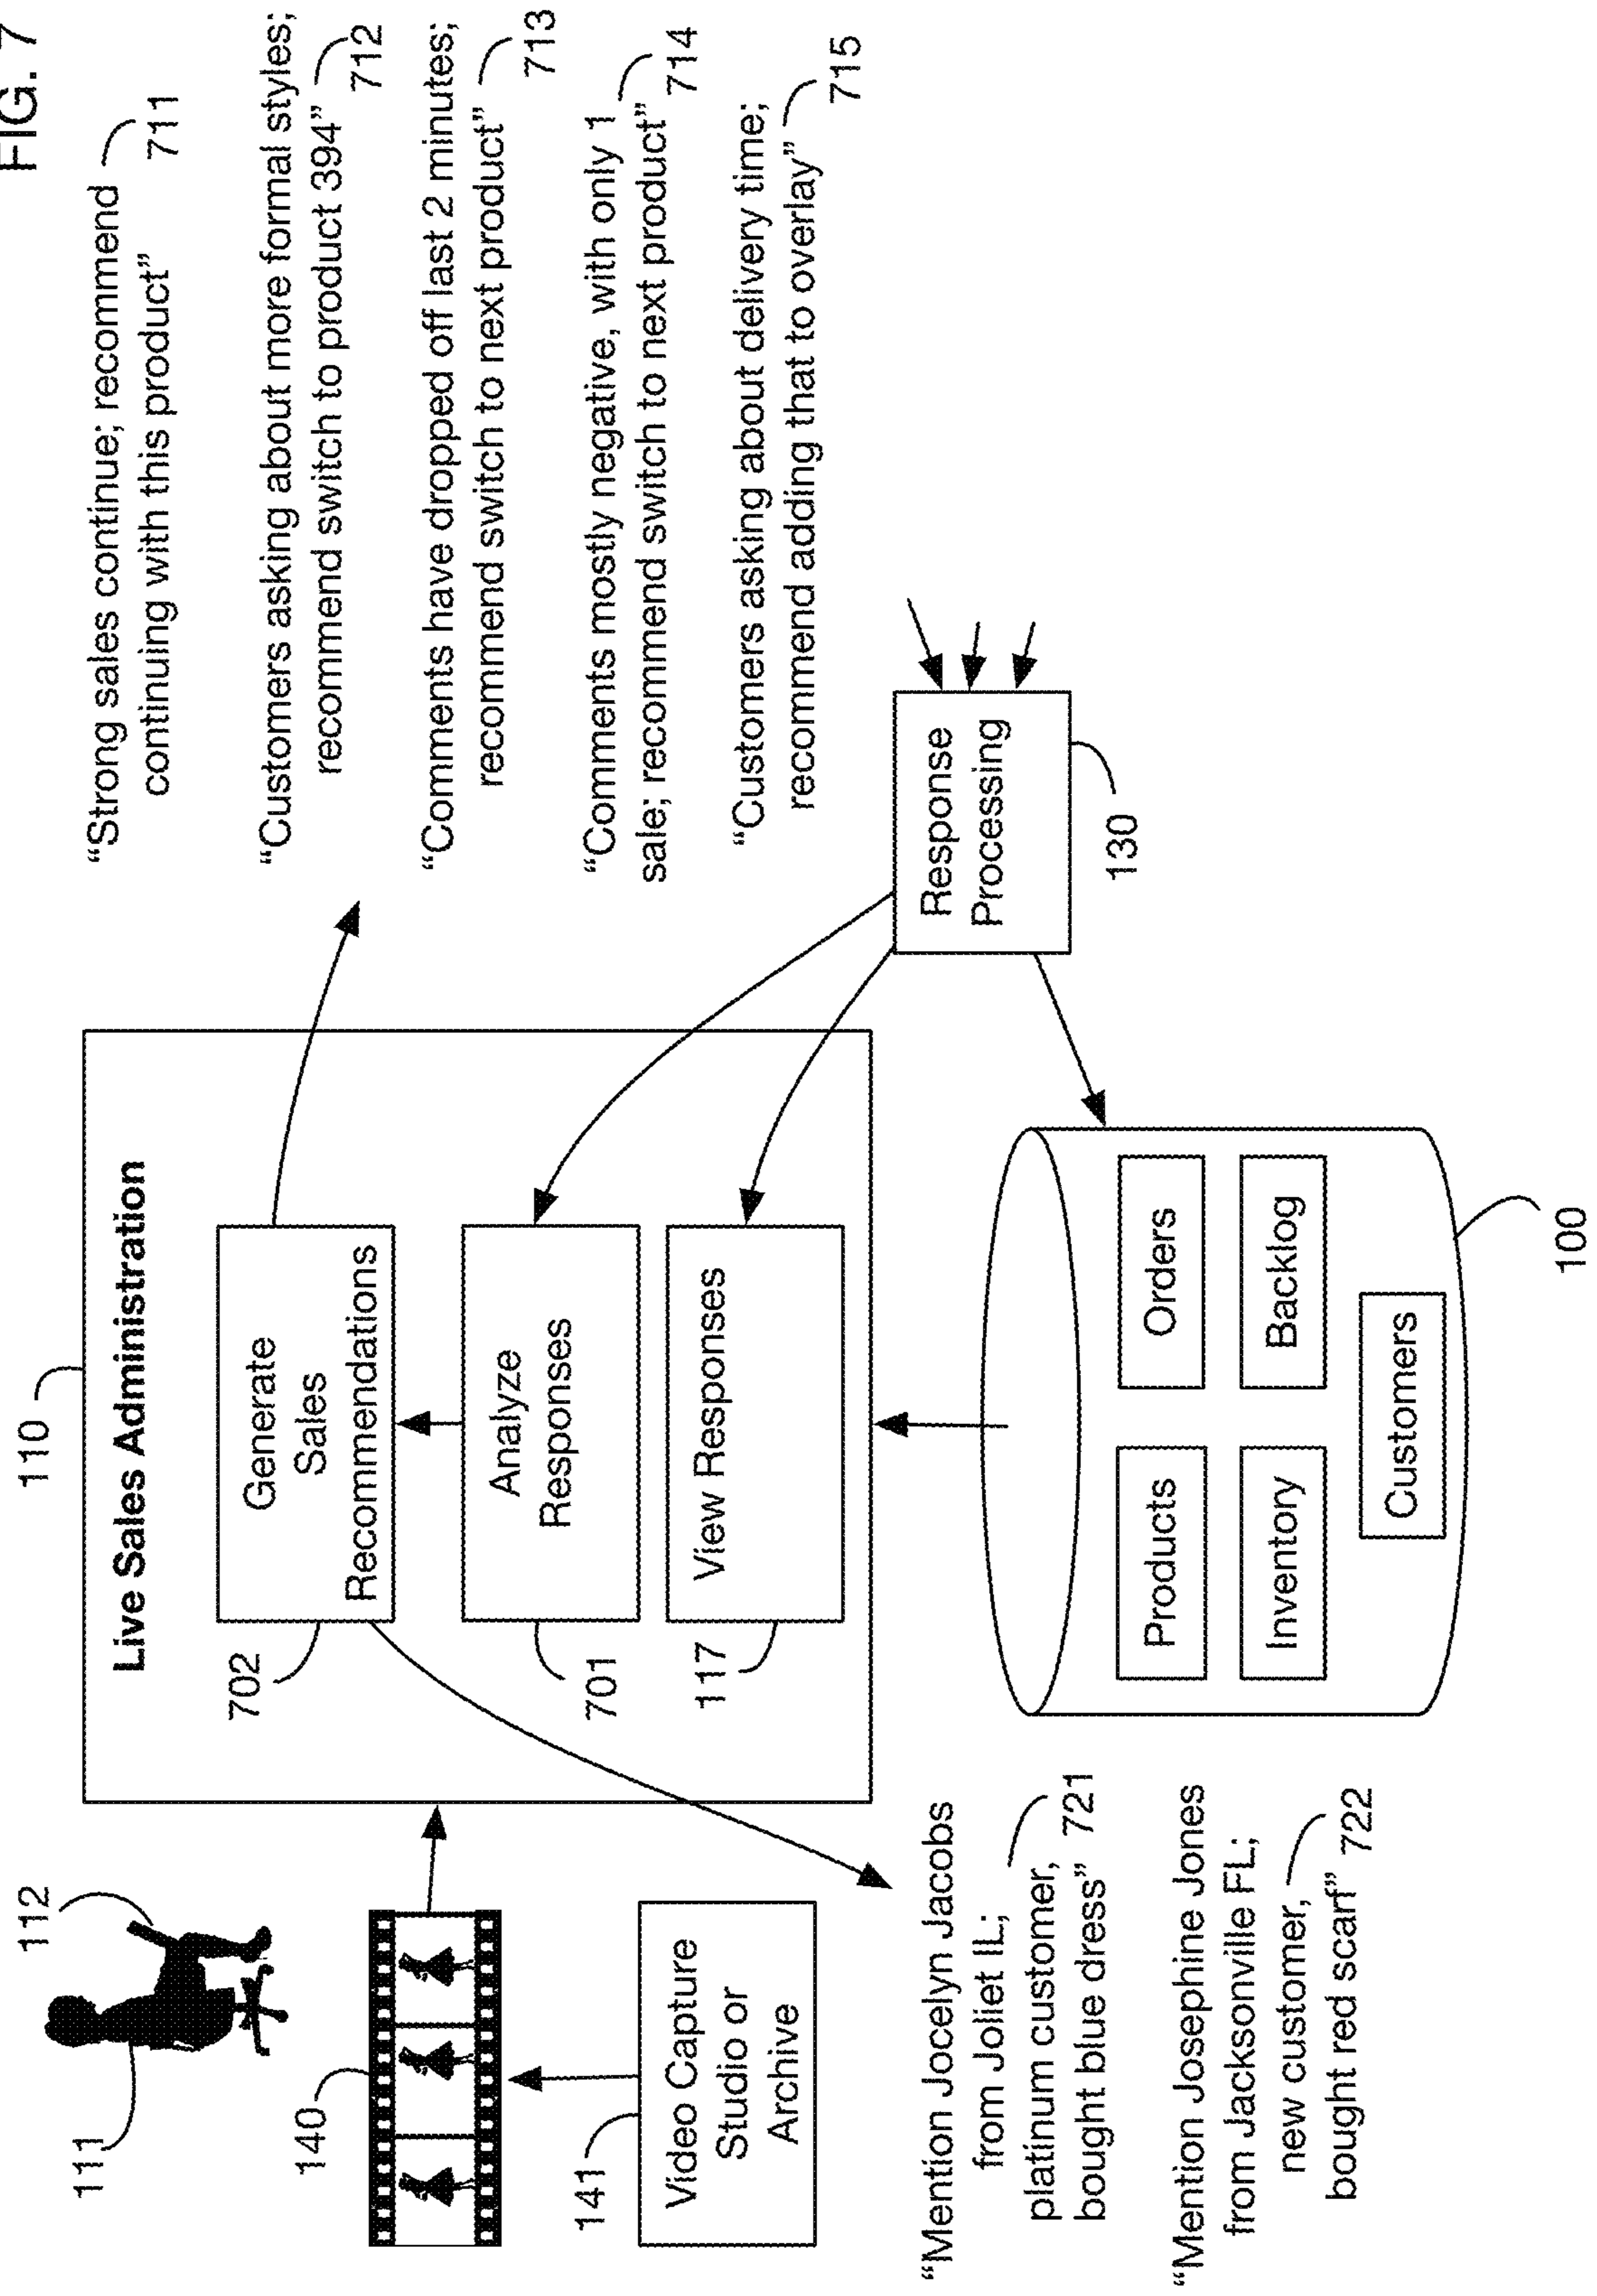 FIG. 7
110
Live Sales Administration
112
111
140
141
Video Capture
Studio or
Archive
702
Generate
Sales
Recommendations
701
Analyze
Responses
117
View Responses
“Strong sales continue; recommend
continuing with this product”
711
“Customers asking about more formal styles;
recommend switch to product 394”
712
“Comments have dropped off last 2 minutes;
recommend switch to next product”
713
“Comments mostly negative, with only 1
sale; recommend switch to next product”
714
“Customers asking about delivery time;
recommend adding that to overlay”
715
Response
Processing
130
“Mention Jocelyn Jacobs
from Joliet IL;
platinum customer,
bought blue dress”
721
“Mention Josephine Jones
from Jacksonville FL;
new customer,
bought red scarf”
722
Products
Orders
Inventory
Backlog
Customers
100